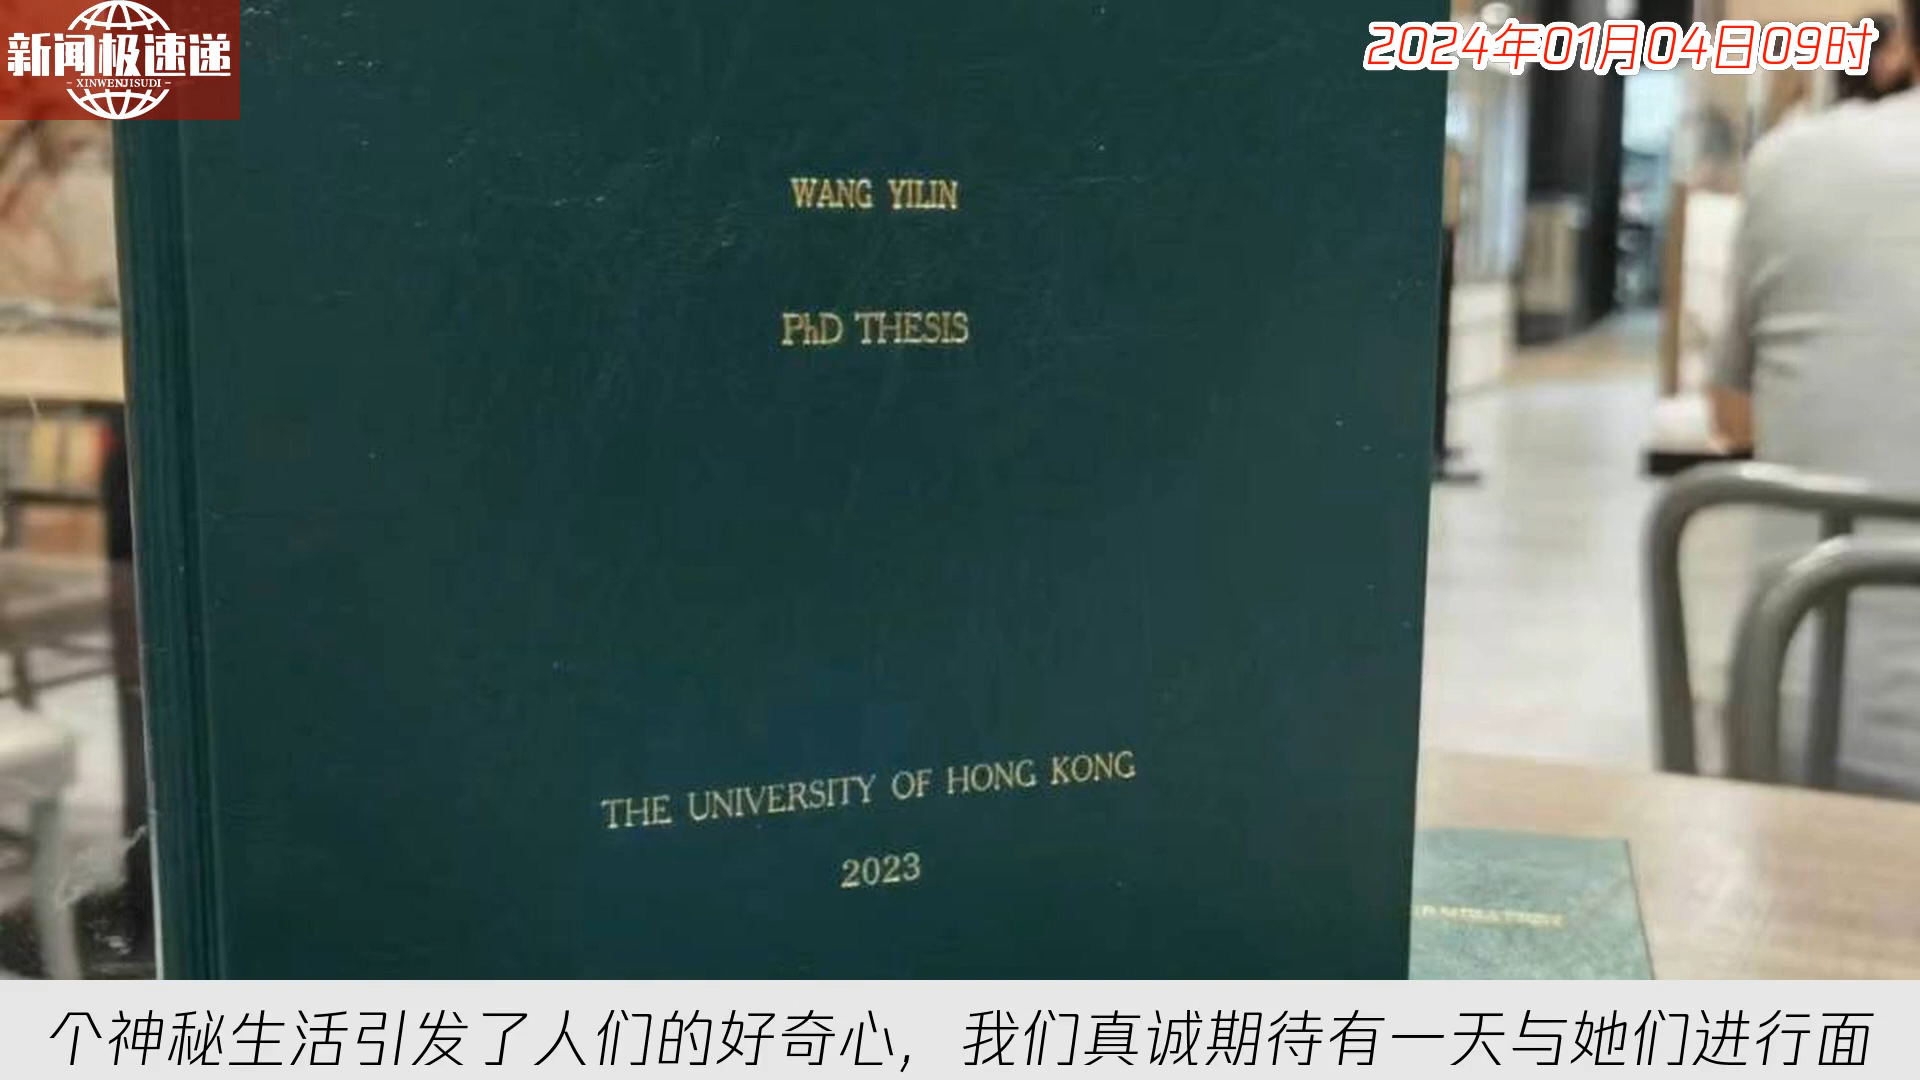 新闻极速递
- XINWENJISUDI -
2024年01月04日09时
WANG YILIN
PhD THESIS
THE UNIVERSITY OF HONG KONG
2023
个神秘生活引发了人们的好奇心，我们真诚期待有一天与她们进行面